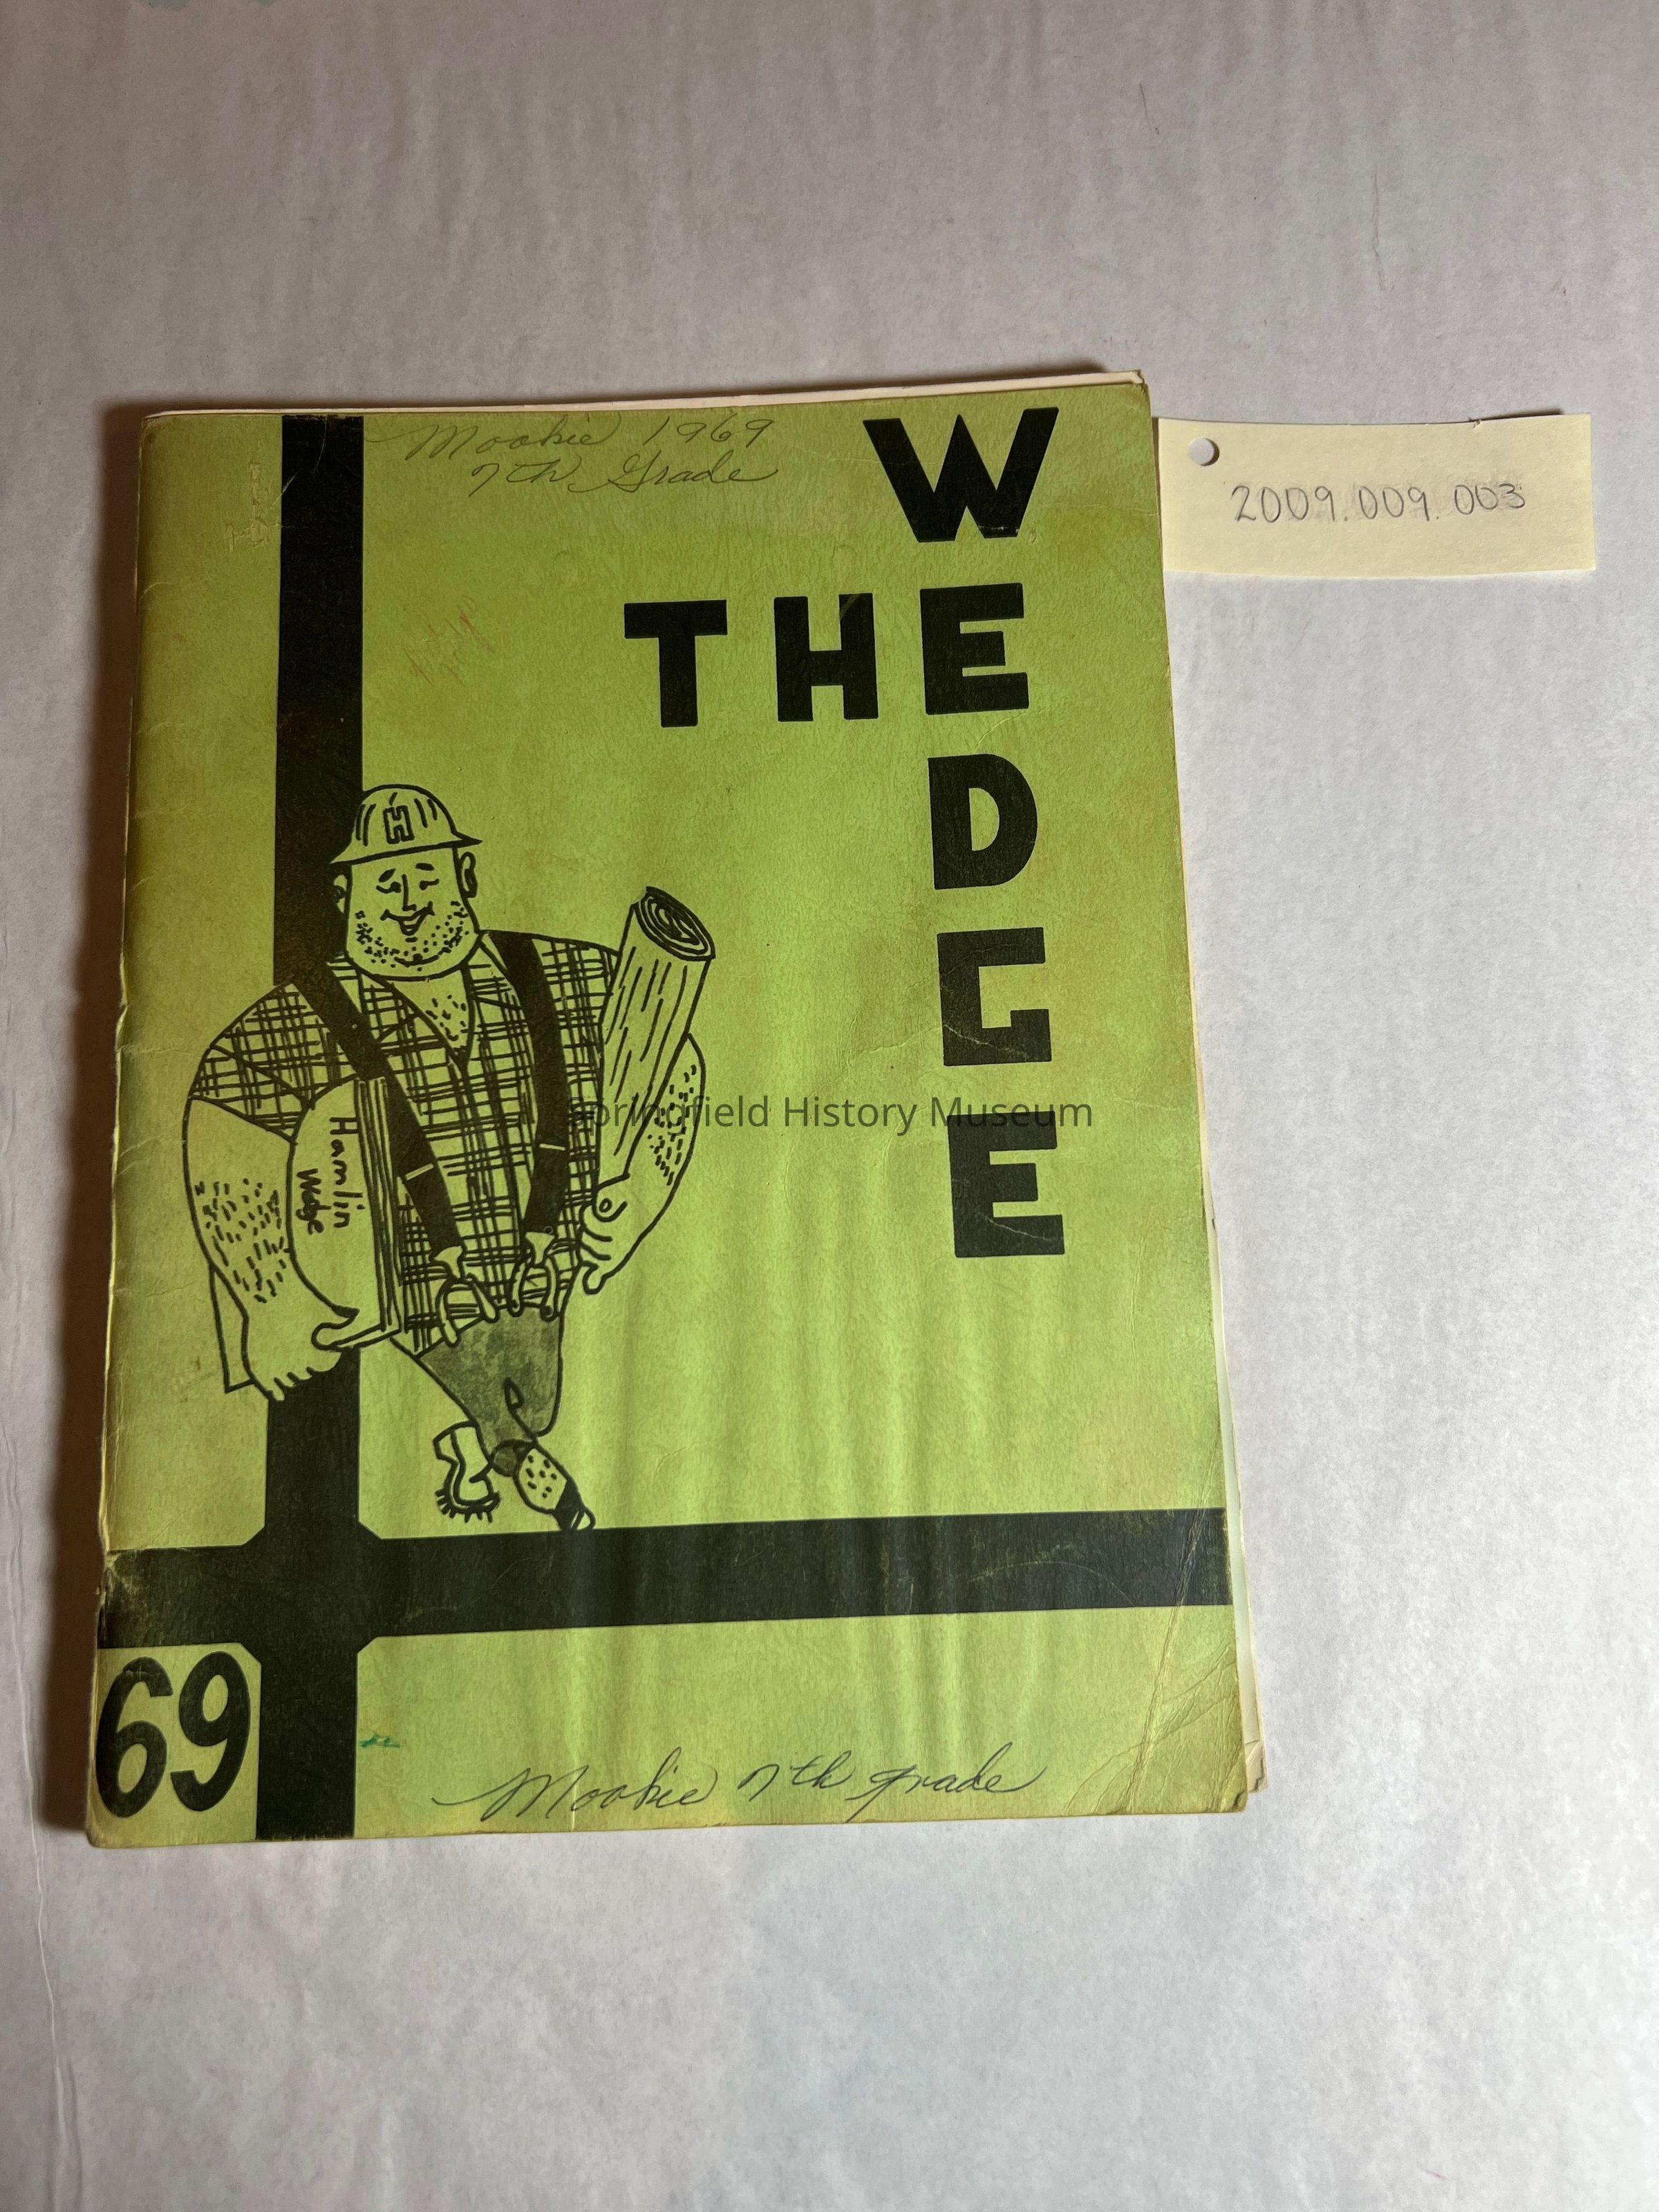 Mookie 1969
7th Grade
THE WEDGE
2009.009.003
H
Hamlin
Wedge
Springfield History Museum
69
Mookie 7th grade